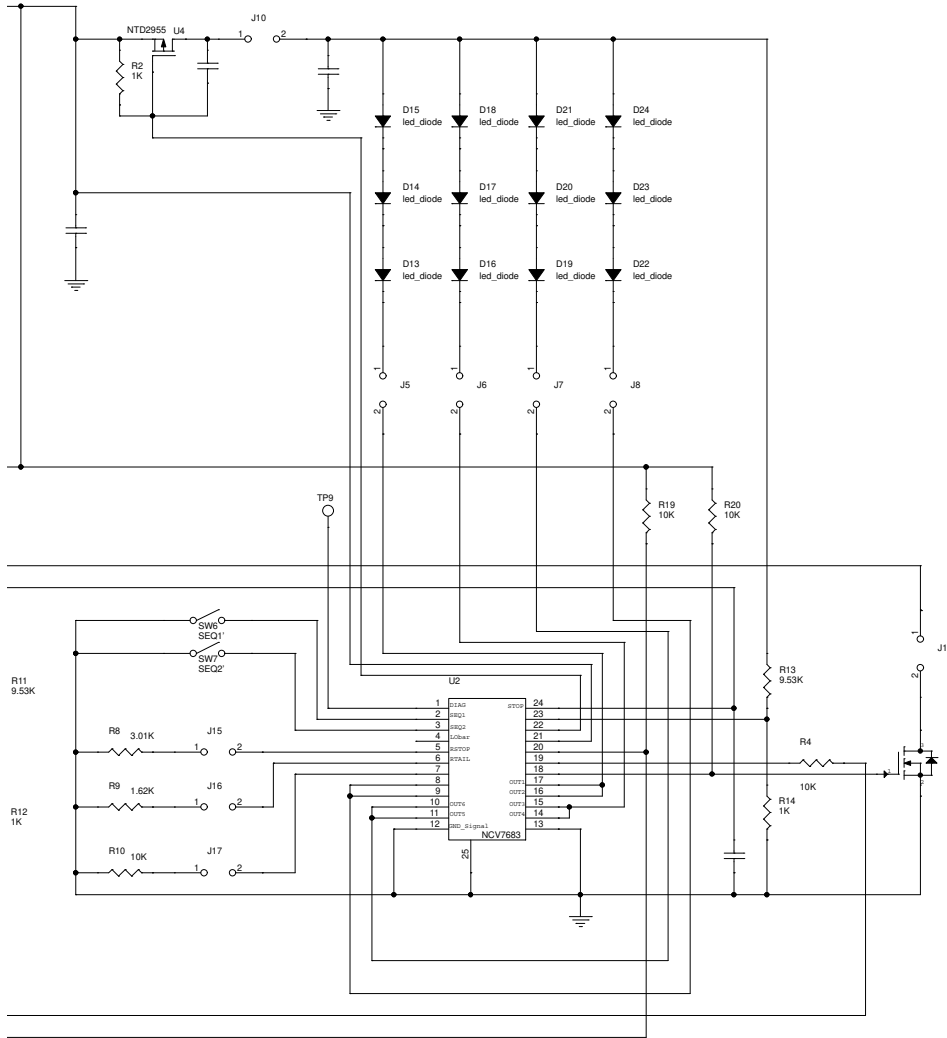 J10
NTD2955 U4
1 2
R2
1K
D15
led_diode
D18
led_diode
D21
led_diode
D24
led_diode
D14
led_diode
D17
led_diode
D20
led_diode
D23
led_diode
D13
led_diode
D16
led_diode
D19
led_diode
D22
led_diode
1 1 1 1
J5 J6 J7 J8
2 2 2 2
TP9
R19
10K
R20
10K
SW6
SEQ1'
SW7
SEQ2'
1
J1
2
R11
9.53K
R13
9.53K
U2
1 DIAG STOP 24
2 SEQ1 23
3 SEQ2 22
4 LObar 21
5 RSTOP 20
6 RTAIL 19
7 18
8 OUT1 17
9 OUT2 16
10 OUT6 OUT3 15
11 OUT5 OUT4 14
12 GND_Signal 13
NCV7683
25
R8 3.01K
1 J15 2
R9 1.62K
1 J16 2
R10 10K
1 J17 2
R12
1K
R4
10K
R14
1K